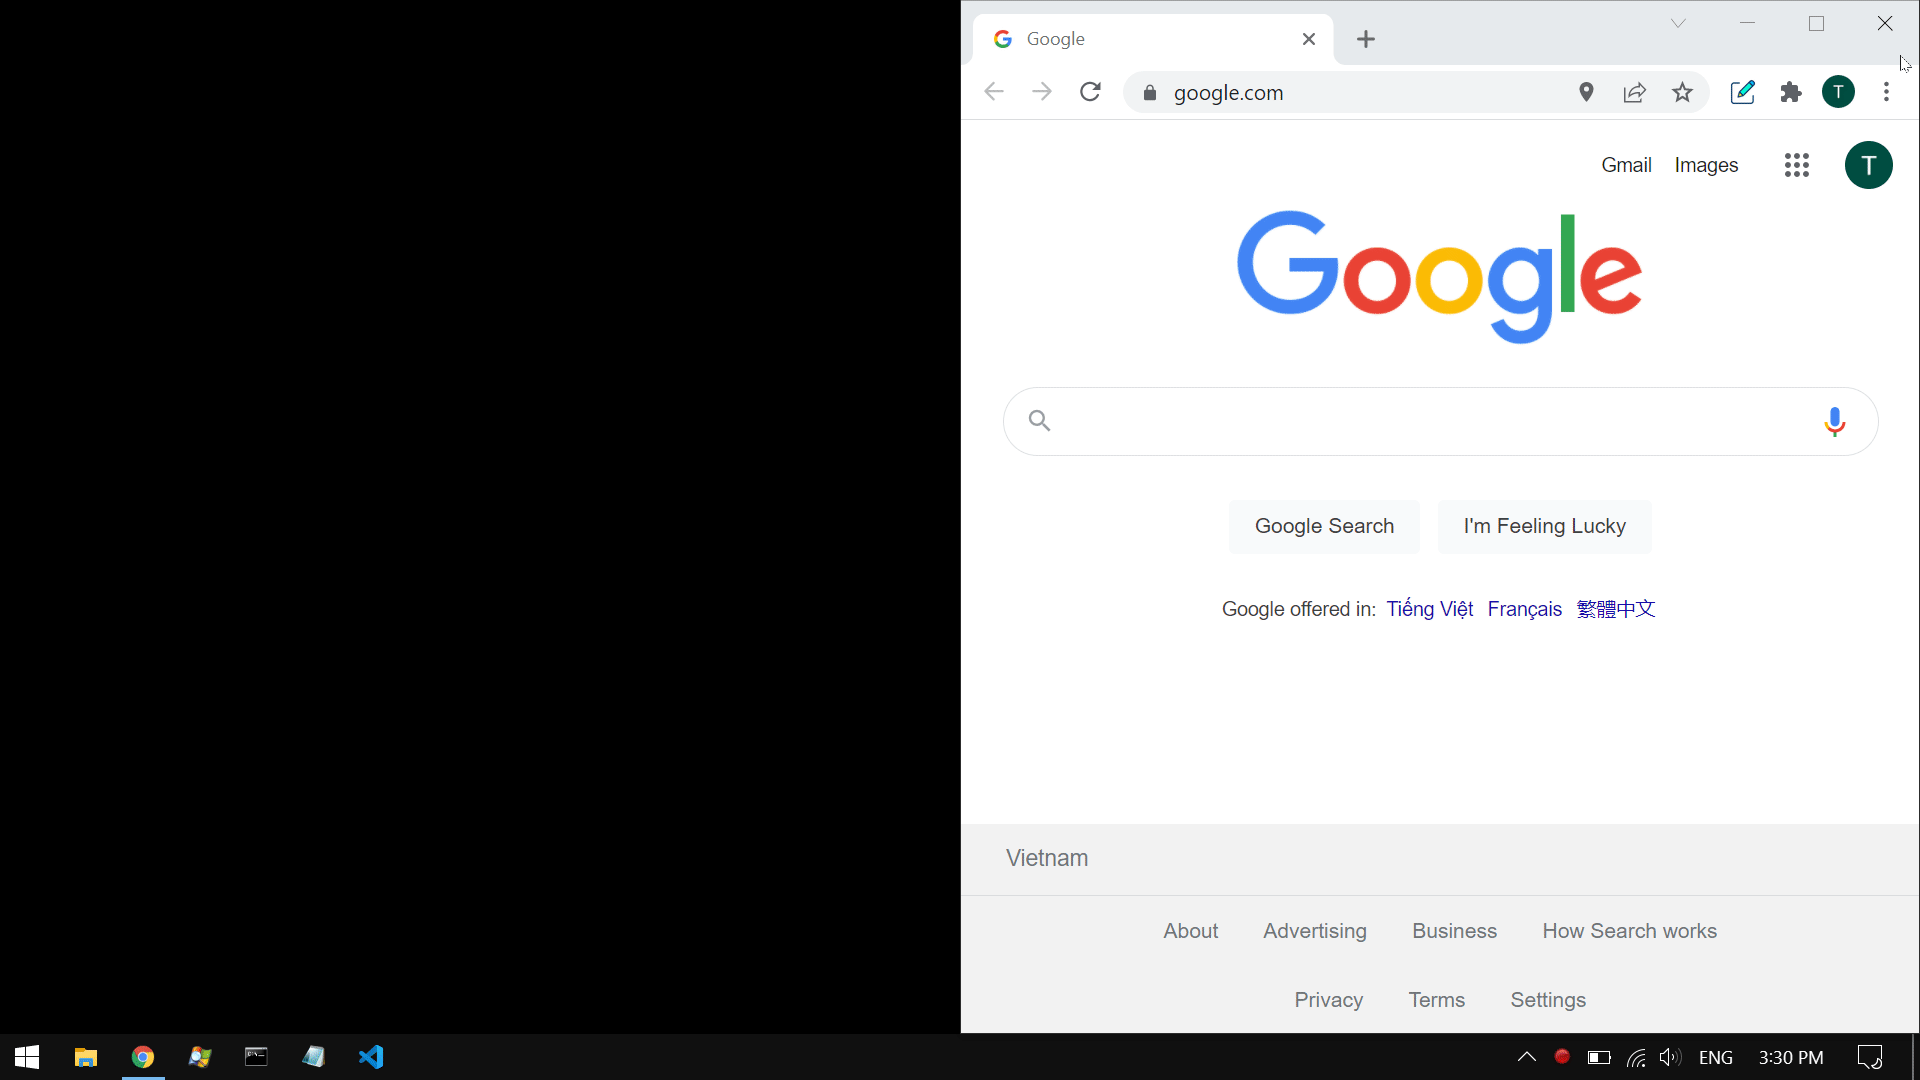 Google
google.com
T
Gmail Images
T
Google
Google Search
I'm Feeling Lucky
Google offered in: Tiếng Việt Français 繁體中文
Vietnam
About Advertising Business How Search works
Privacy Terms Settings
ENG 3:30 PM